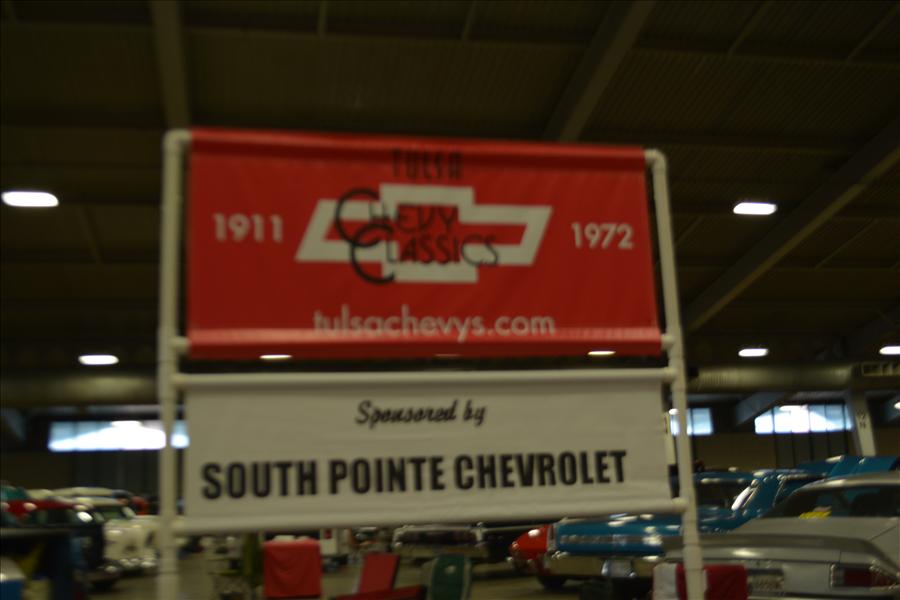 TULSA
1911
CHEVY
CLASSICS
1972
tulsachevys.com
Sponsored by
SOUTH POINTE CHEVROLET